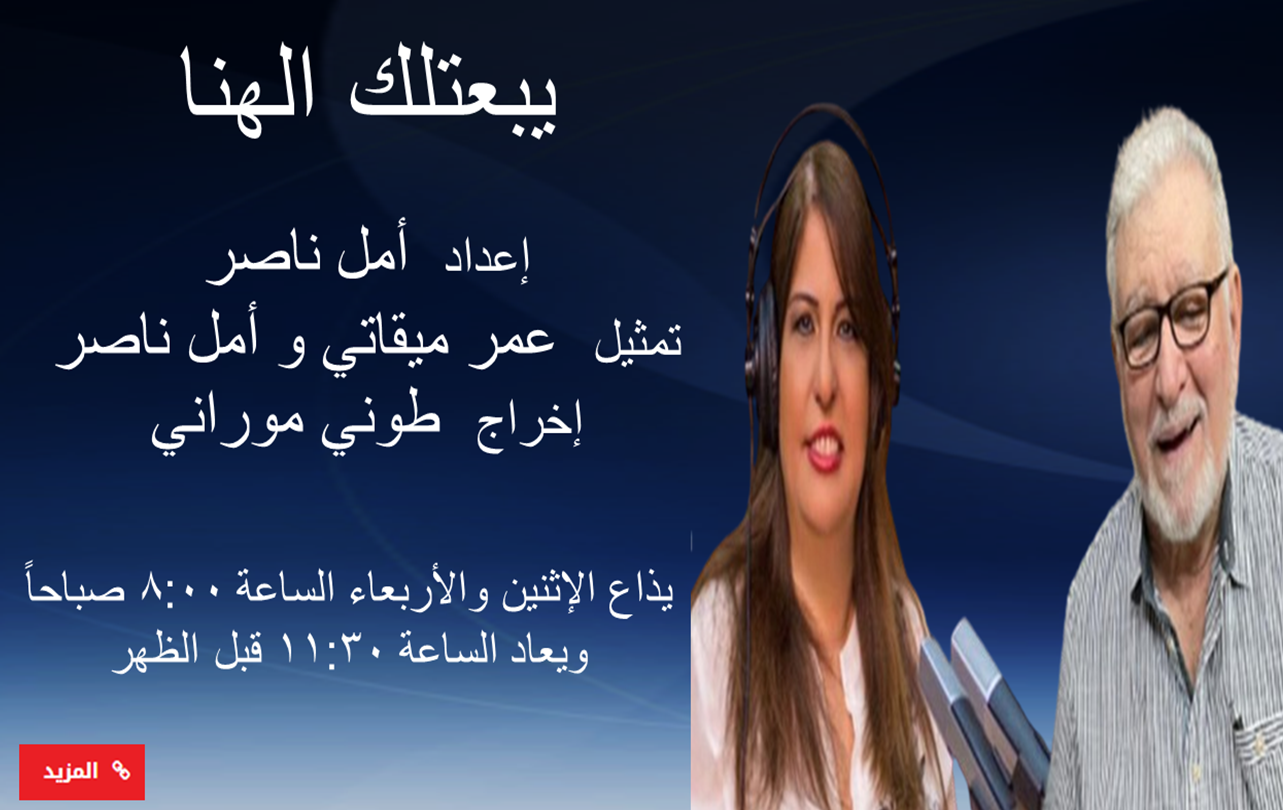 يبعتلك الهنا
إعداد أمل ناصر
تمثيل عمر ميقاتي و أمل ناصر
إخراج طوني موراني
يذاع الإثنين والأربعاء الساعة ٨:٠٠ صباحاً
ويعاد الساعة ١١:٣٠ قبل الظهر
المزيد